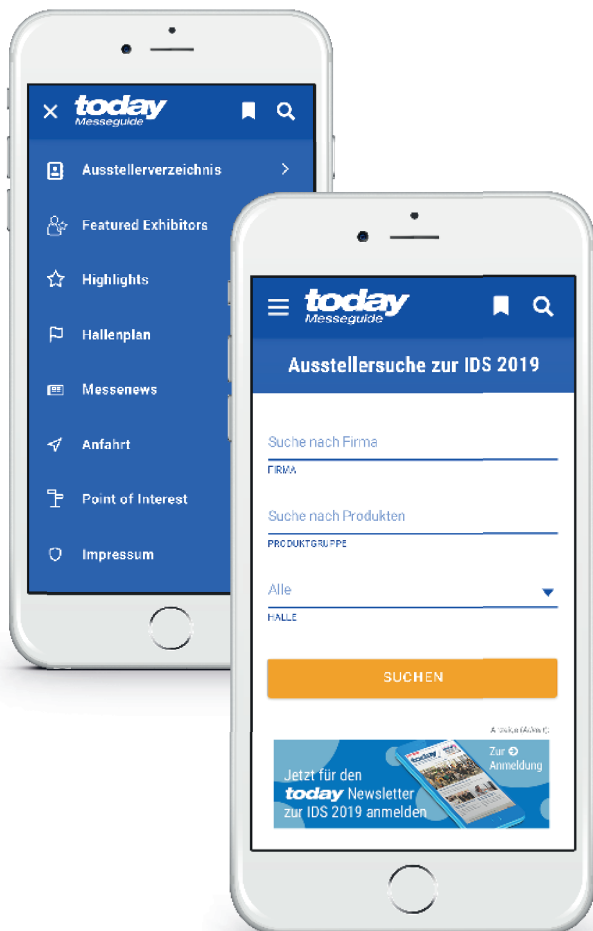 today
Messeguide
Ausstellerverzeichnis
Featured Exhibitors
Highlights
Hallenplan
Messenews
Anfahrt
Point of Interest
Impressum
today
Messeguide
Ausstellersuche zur IDS 2019
Suche nach Firma
FIRMA
Suche nach Produkten
PRODUKTGRUPPE
Alle
HALLE
SUCHEN
Jetzt für den
today Newsletter
zur IDS 2019 anmelden
Zur
Anmeldung